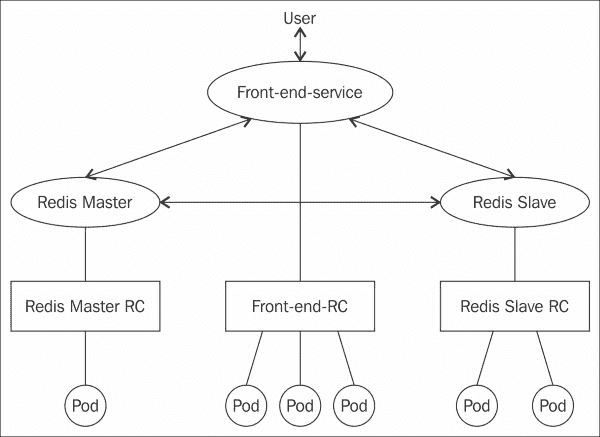 User
Front-end-service
Redis Master
Redis Slave
Redis Master RC
Front-end-RC
Redis Slave RC
Pod
Pod
Pod
Pod
Pod
Pod